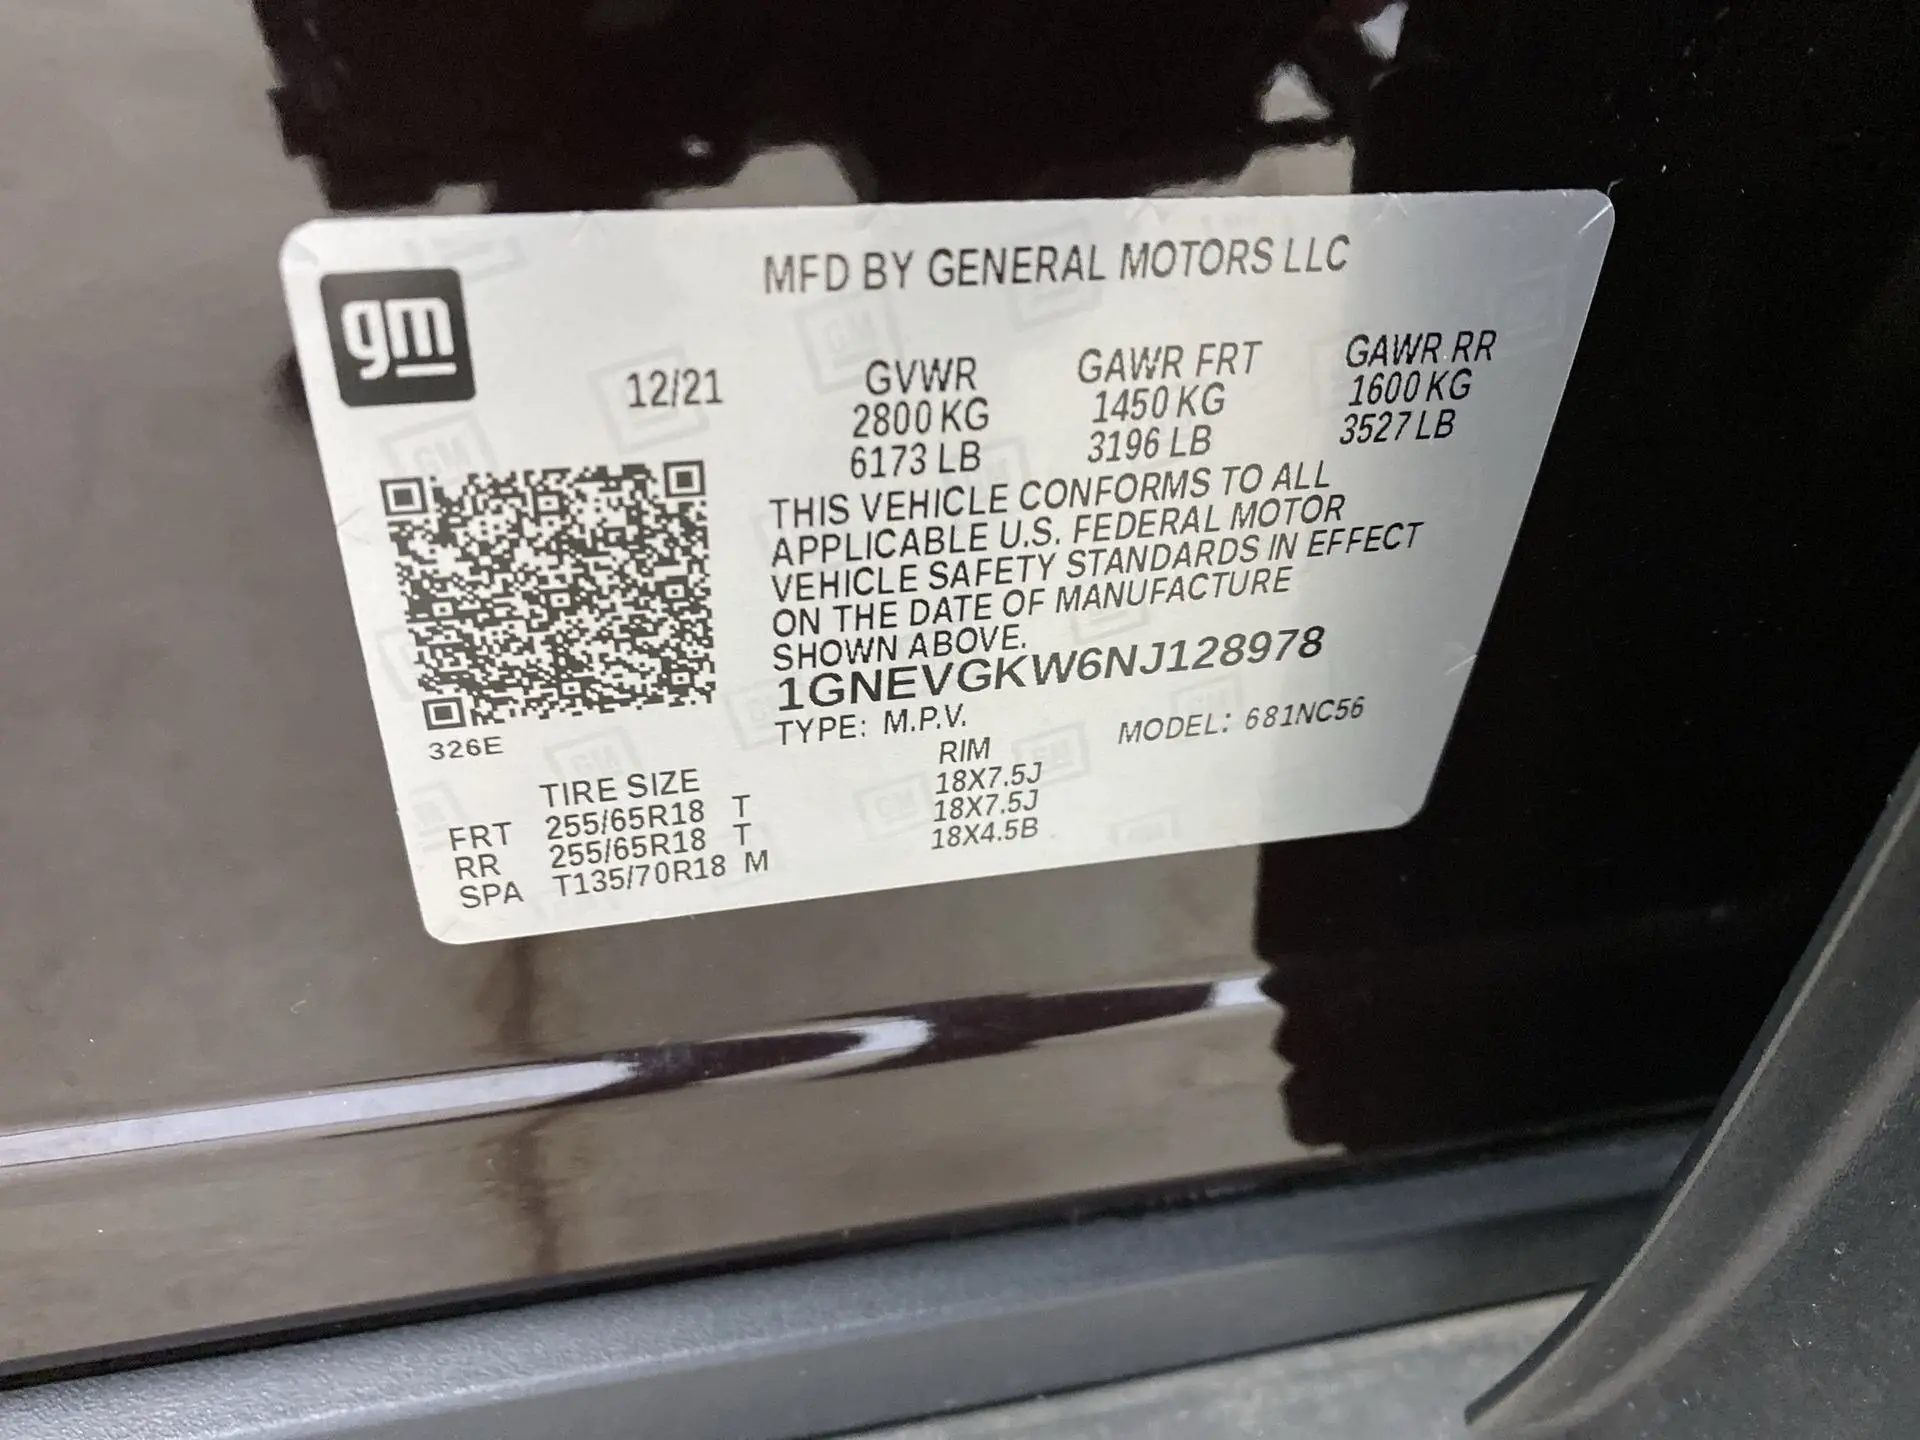 gm
MFD BY GENERAL MOTORS LLC
12/21
GVWR
2800 KG
6173 LB
GAWR FRT
1450 KG
3196 LB
GAWR RR
1600 KG
3527 LB
THIS VEHICLE CONFORMS TO ALL
APPLICABLE U.S. FEDERAL MOTOR
VEHICLE SAFETY STANDARDS IN EFFECT
ON THE DATE OF MANUFACTURE
SHOWN ABOVE.
1GNEVGKW6NJ128978
TYPE: M.P.V.
MODEL: 681NC56
326E
TIRE SIZE RIM
FRT 255/65R18 T 18X7.5J
RR 255/65R18 T 18X7.5J
SPA T135/70R18 M 18X4.5B